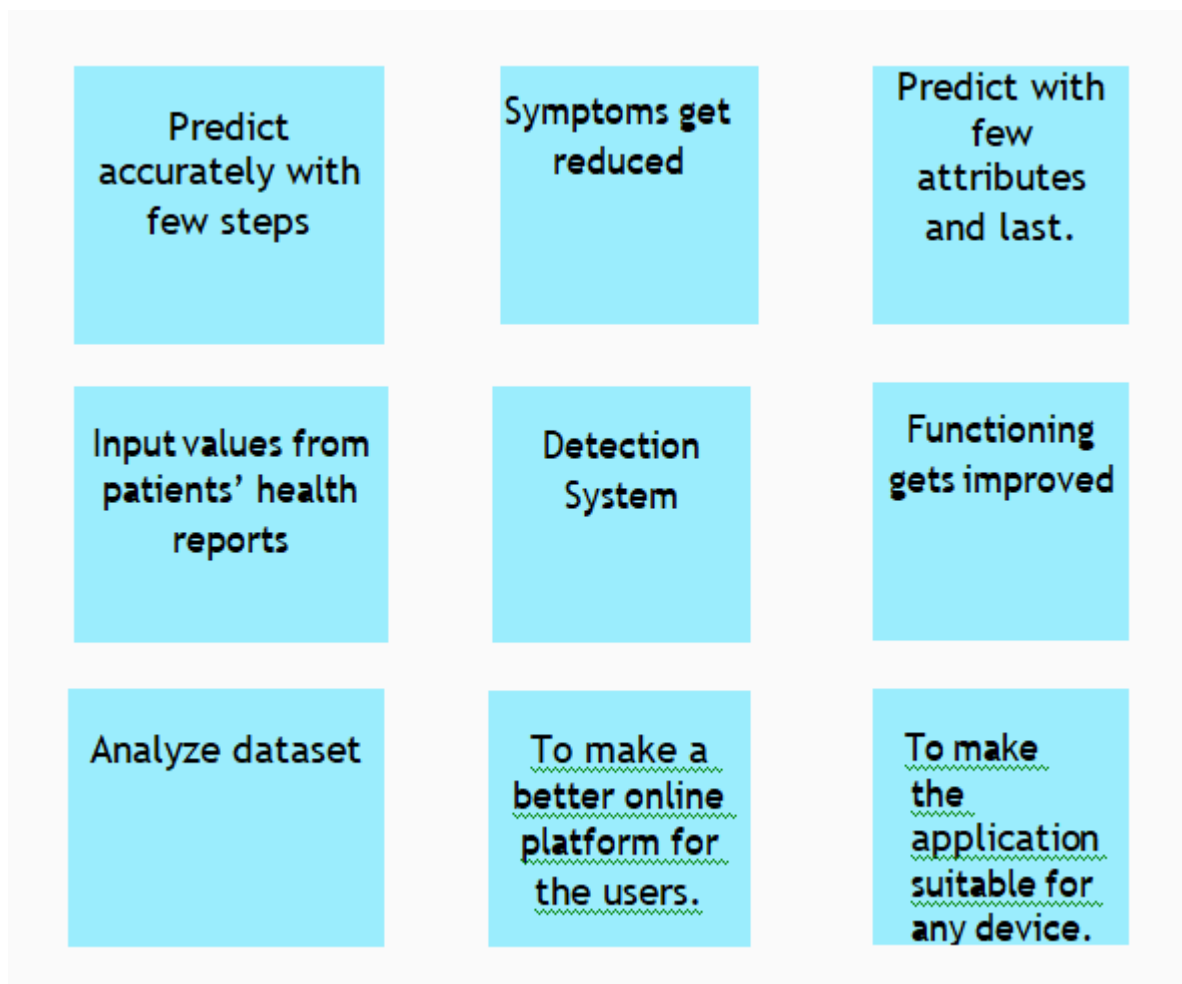 Predict
accurately with
few steps
Symptoms get
reduced
Predict with
few
attributes
and last.
Input values from
patients’ health
reports
Detection
System
Functioning
gets improved
Analyze dataset
To make a
better online
platform for
the users.
To make
the
application
suitable for
any device.